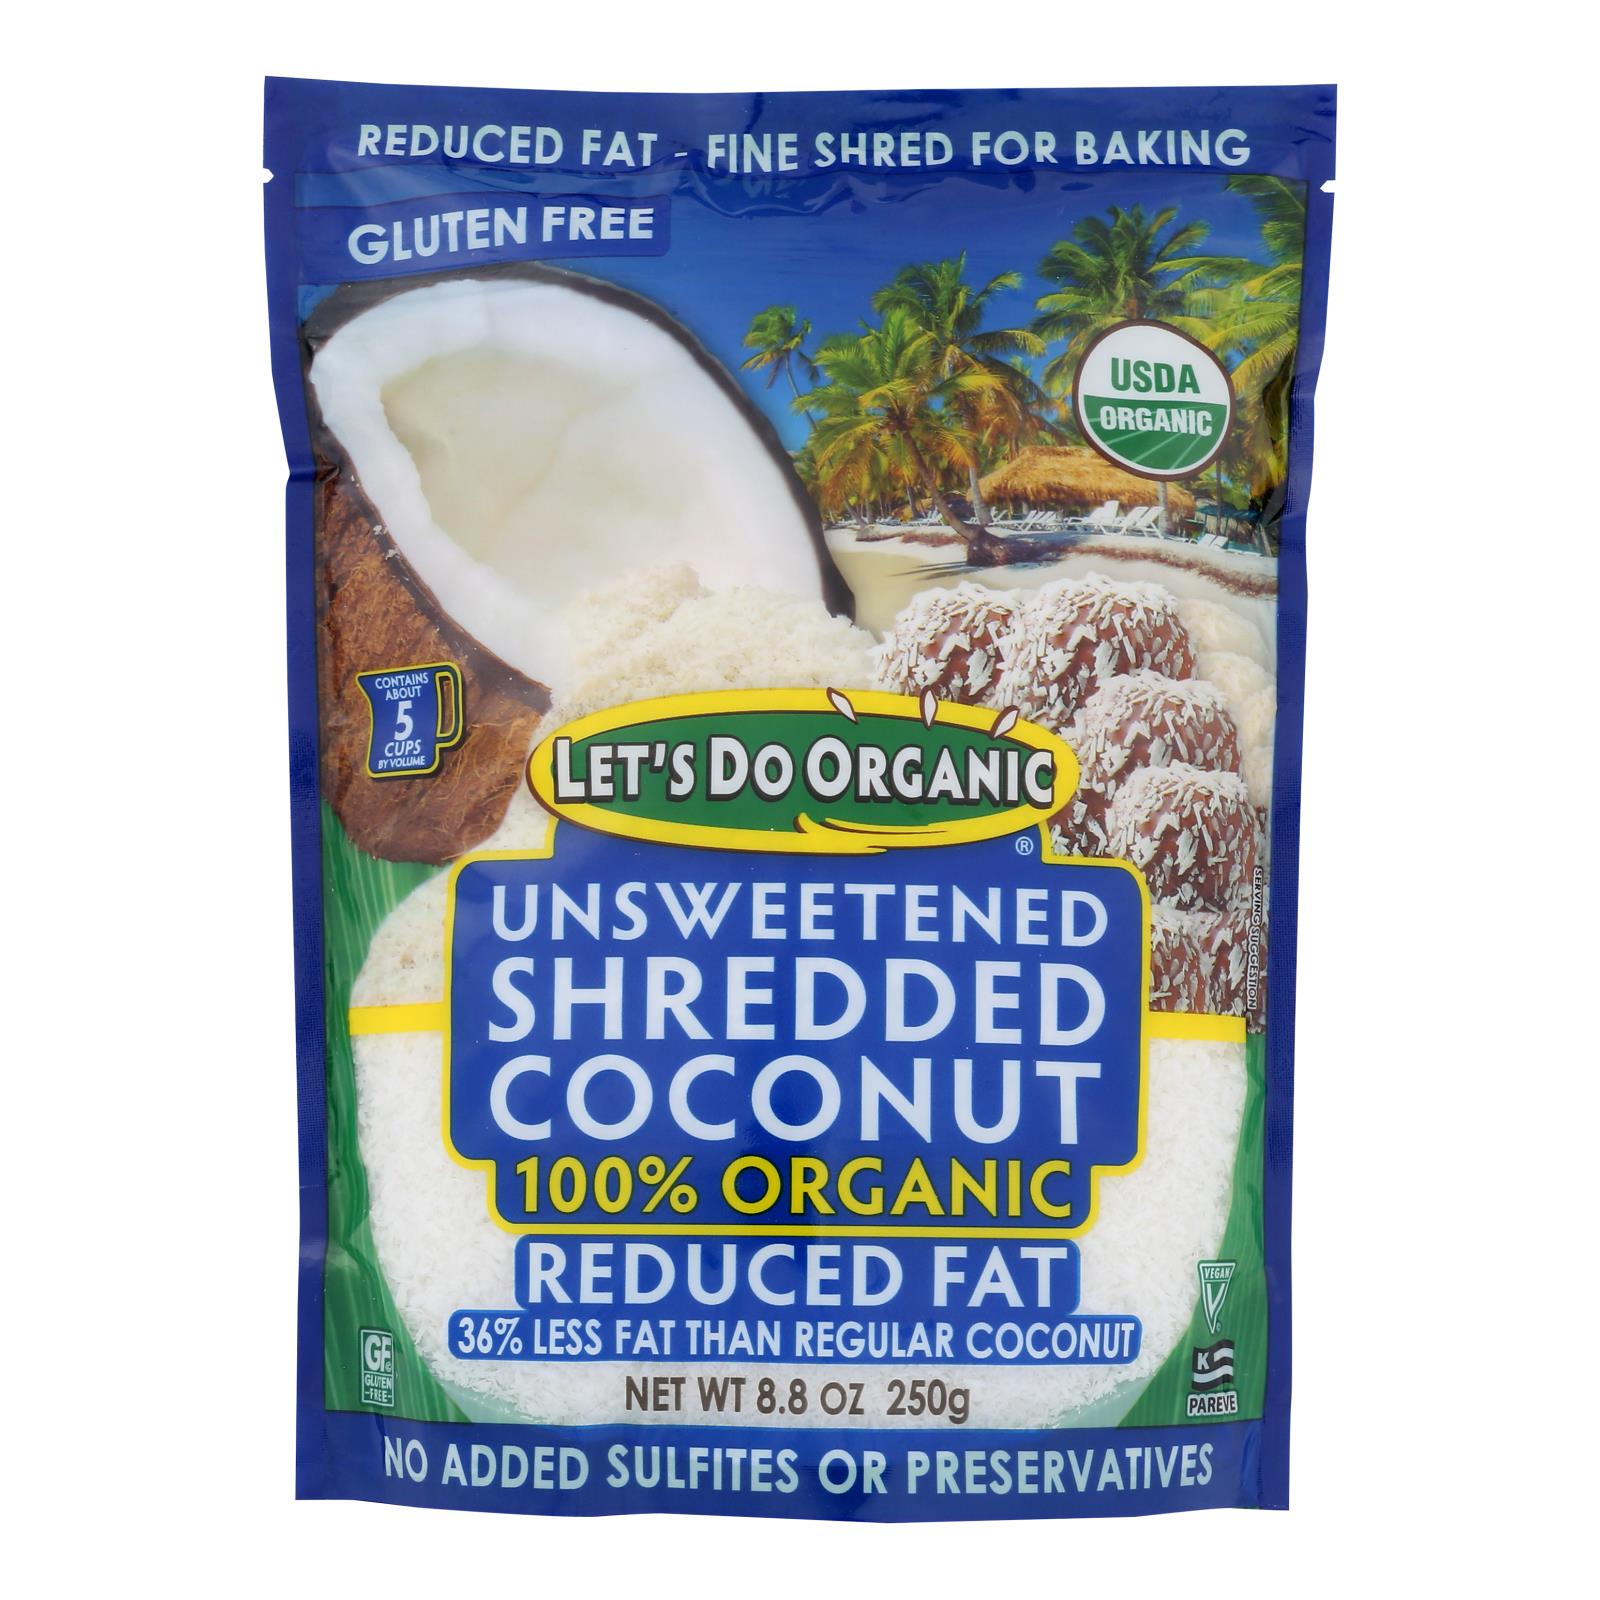 REDUCED FAT - FINE SHRED FOR BAKING
GLUTEN FREE
USDA
ORGANIC
CONTAINS
ABOUT
5
CUPS
BY VOLUME
LET'S DO ORGANIC
®
SERVING SUGGESTION
UNSWEETENED
SHREDDED
COCONUT
100% ORGANIC
REDUCED FAT
36% LESS FAT THAN REGULAR COCONUT
NET WT 8.8 OZ 250g
GF
GLUTEN
-FREE-
VEGAN
V
K
PAREVE
NO ADDED SULFITES OR PRESERVATIVES